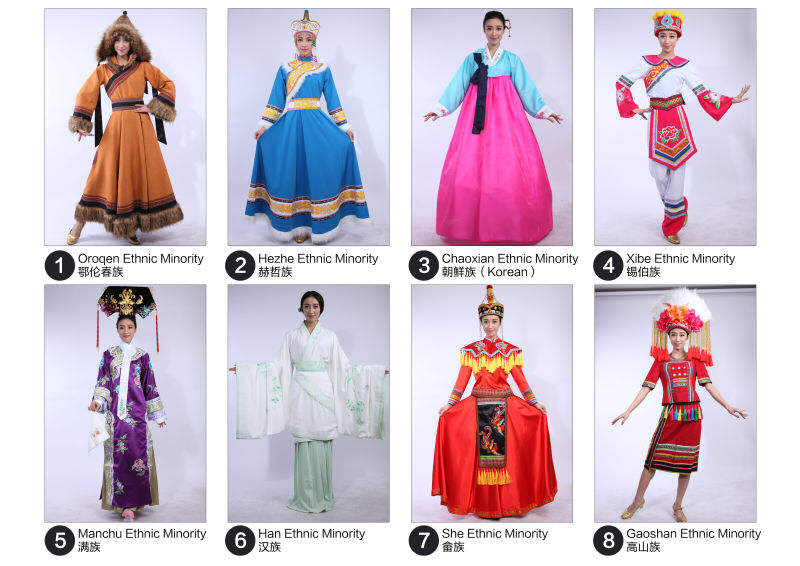 1 Oroqen Ethnic Minority
鄂伦春族
2 Hezhe Ethnic Minority
赫哲族
3 Chaoxian Ethnic Minority
朝鲜族（Korean）
4 Xibe Ethnic Minority
锡伯族
5 Manchu Ethnic Minority
满族
6 Han Ethnic Minority
汉族
7 She Ethnic Minority
畲族
8 Gaoshan Ethnic Minority
高山族